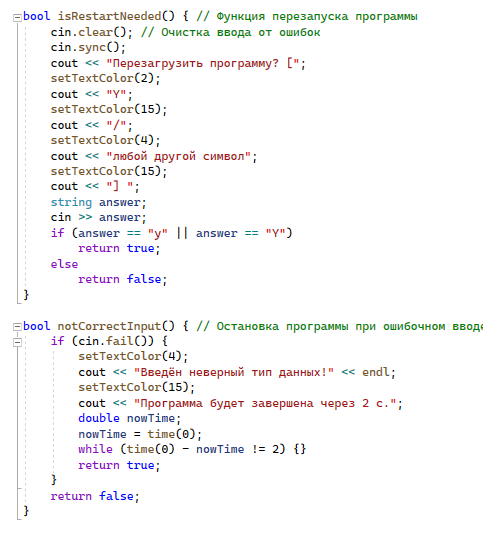 bool isRestartNeeded() { // Функция перезапуска программы
    cin.clear(); // Очистка ввода от ошибок
    cin.sync();
    cout << "Перезагрузить программу? [";
    setTextColor(2);
    cout << "Y";
    setTextColor(15);
    cout << "/";
    setTextColor(4);
    cout << "любой другой символ";
    setTextColor(15);
    cout << "] ";
    string answer;
    cin >> answer;
    if (answer == "y" || answer == "Y")
        return true;
    else
        return false;
}
bool notCorrectInput() { // Остановка программы при ошибочном вводе
    if (cin.fail()) {
        setTextColor(4);
        cout << "Введён неверный тип данных!" << endl;
        setTextColor(15);
        cout << "Программа будет завершена через 2 с.";
        double nowTime;
        nowTime = time(0);
        while (time(0) - nowTime != 2) {}
        return true;
    }
    return false;
}